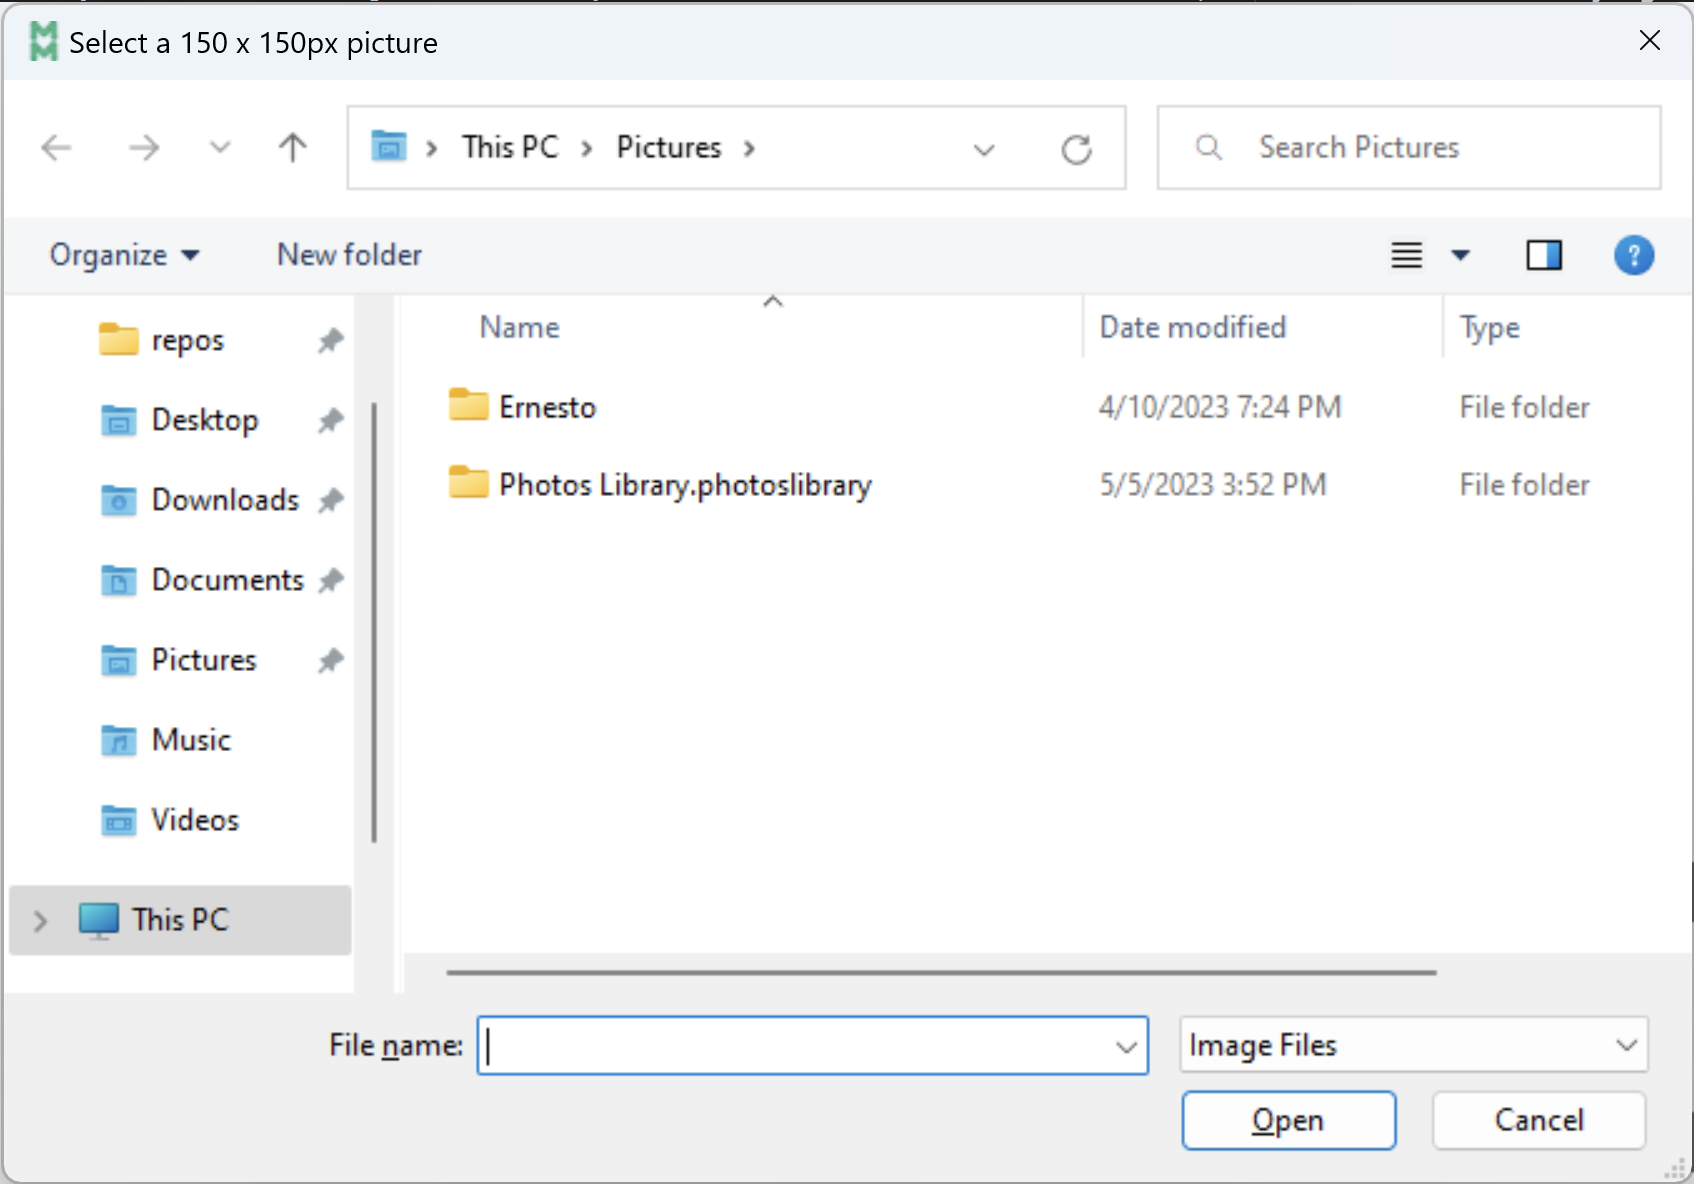 Select a 150 x 150px picture
This PC Pictures
Search Pictures
Organize New folder
Name Date modified Type
repos
Desktop
Downloads
Documents
Pictures
Music
Videos
This PC
Ernesto 4/10/2023 7:24 PM File folder
Photos Library.photoslibrary 5/5/2023 3:52 PM File folder
File name:
Image Files
Open Cancel